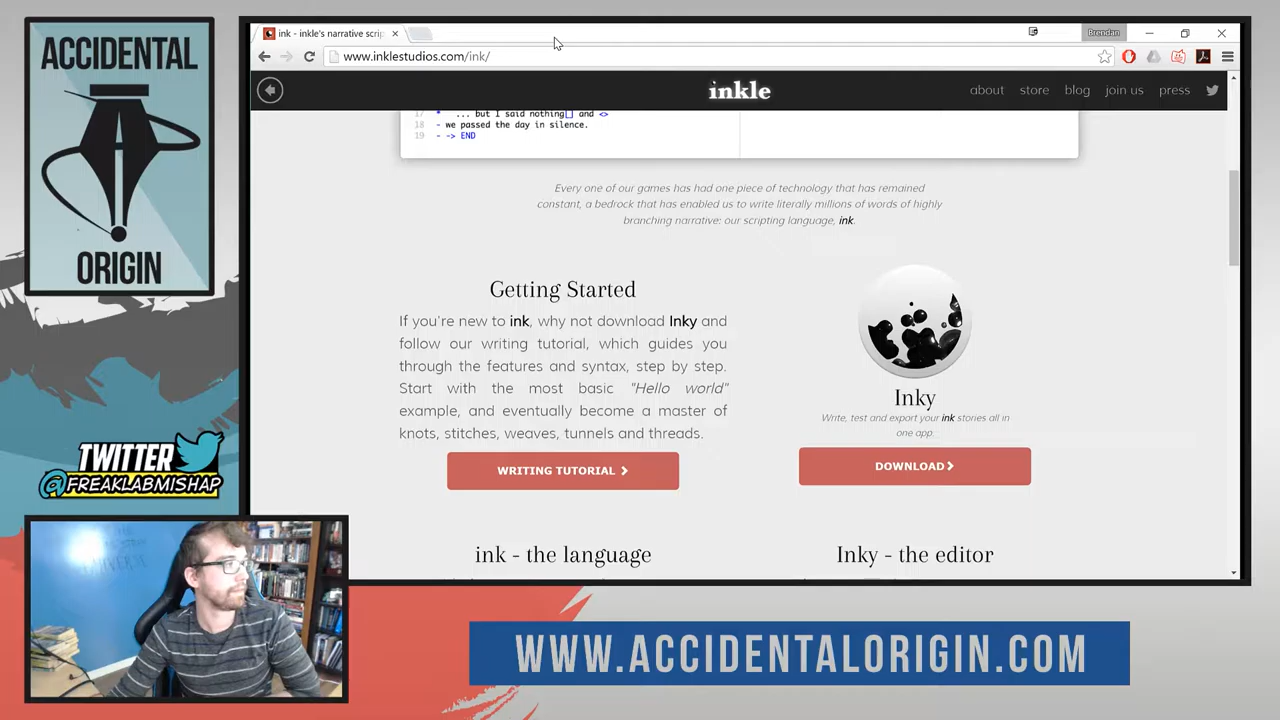 ACCIDENTAL
ORIGIN
TWITTER
@FREAKLABMISHAP
ink - inkle's narrative scrip
Brendan
www.inklestudios.com/ink/
inkle
about store blog join us press
17 * ... but I said nothing[] and <>
18 - we passed the day in silence.
19 - -> END
Every one of our games has had one piece of technology that has remained
constant, a bedrock that has enabled us to write literally millions of words of highly
branching narrative: our scripting language, ink.
Getting Started
If you're new to ink, why not download Inky and
follow our writing tutorial, which guides you
through the features and syntax, step by step.
Start with the most basic "Hello world"
example, and eventually become a master of
knots, stitches, weaves, tunnels and threads.
WRITING TUTORIAL
Inky
Write, test and export your ink stories all in
one app.
DOWNLOAD
ink - the language
Inky - the editor
WWW.ACCIDENTALORIGIN.COM